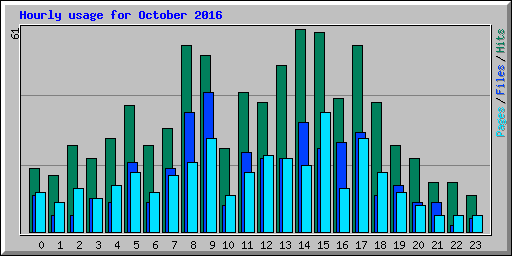 Hourly usage for October 2016
61
Pages / Files / Hits
0 1 2 3 4 5 6 7 8 9 10 11 12 13 14 15 16 17 18 19 20 21 22 23